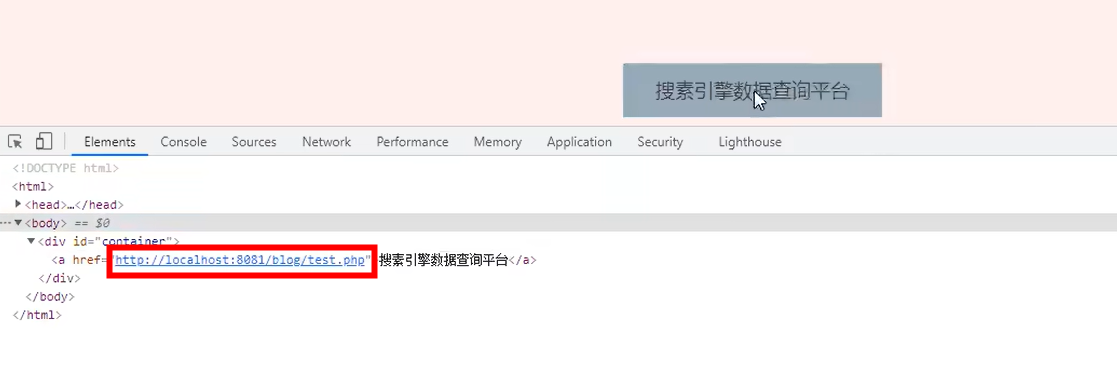 搜素引擎数据查询平台
Elements Console Sources Network Performance Memory Application Security Lighthouse
<!DOCTYPE html>
<html>
<head>…</head>
<body> == $0
<div id="container">
<a href="http://localhost:8081/blog/test.php" 搜素引擎数据查询平台</a>
</div>
</body>
</html>